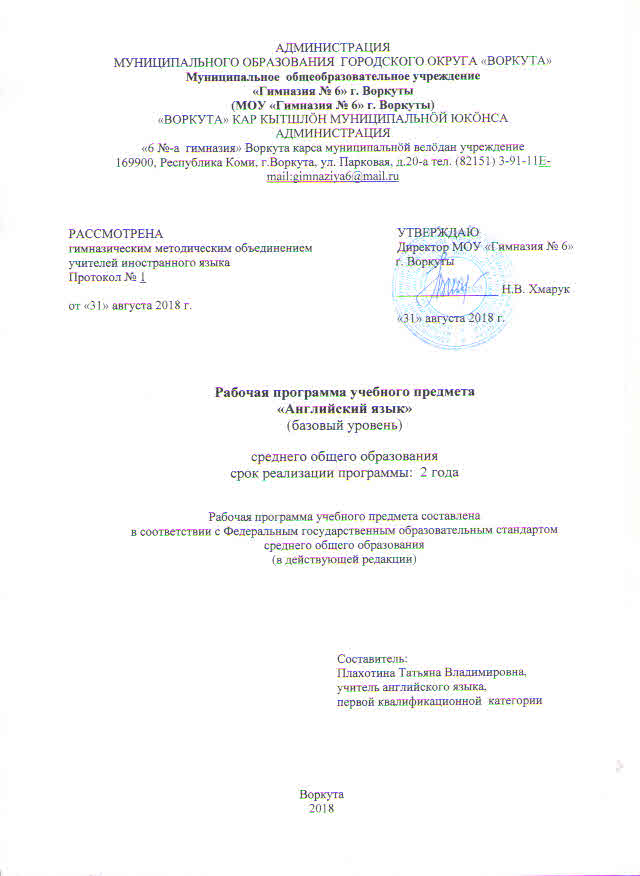 АДМИНИСТРАЦИЯ
МУНИЦИПАЛЬНОГО ОБРАЗОВАНИЯ ГОРОДСКОГО ОКРУГА «ВОРКУТА»
Муниципальное общеобразовательное учреждение
«Гимназия № 6» г. Воркуты
(МОУ «Гимназия № 6» г. Воркуты)
«ВОРКУТА» КАР КЫТШЛӦН МУНИЦИПАЛЬНӦЙ ЮКӦНСА
АДМИНИСТРАЦИЯ
«6 №-а гимназия» Воркута карса муниципальнӧй велӧдан учреждение
169900, Республика Коми, г.Воркута, ул. Парковая, д.20-а тел. (82151) 3-91-11E-
mail:gimnaziya6@mail.ru
РАССМОТРЕНА
гимназическим методическим объединением
учителей иностранного языка
Протокол № 1
от «31» августа 2018 г.
УТВЕРЖДАЮ
Директор МОУ «Гимназия № 6»
г. Воркуты
Н.В. Хмарук
«31» августа 2018 г.
Рабочая программа учебного предмета
«Английский язык»
(базовый уровень)
среднего общего образования
срок реализации программы: 2 года
Рабочая программа учебного предмета составлена
в соответствии с Федеральным государственным образовательным стандартом
среднего общего образования
(в действующей редакции)
Составитель:
Плахотина Татьяна Владимировна,
учитель английского языка,
первой квалификационной категории
Воркута
2018